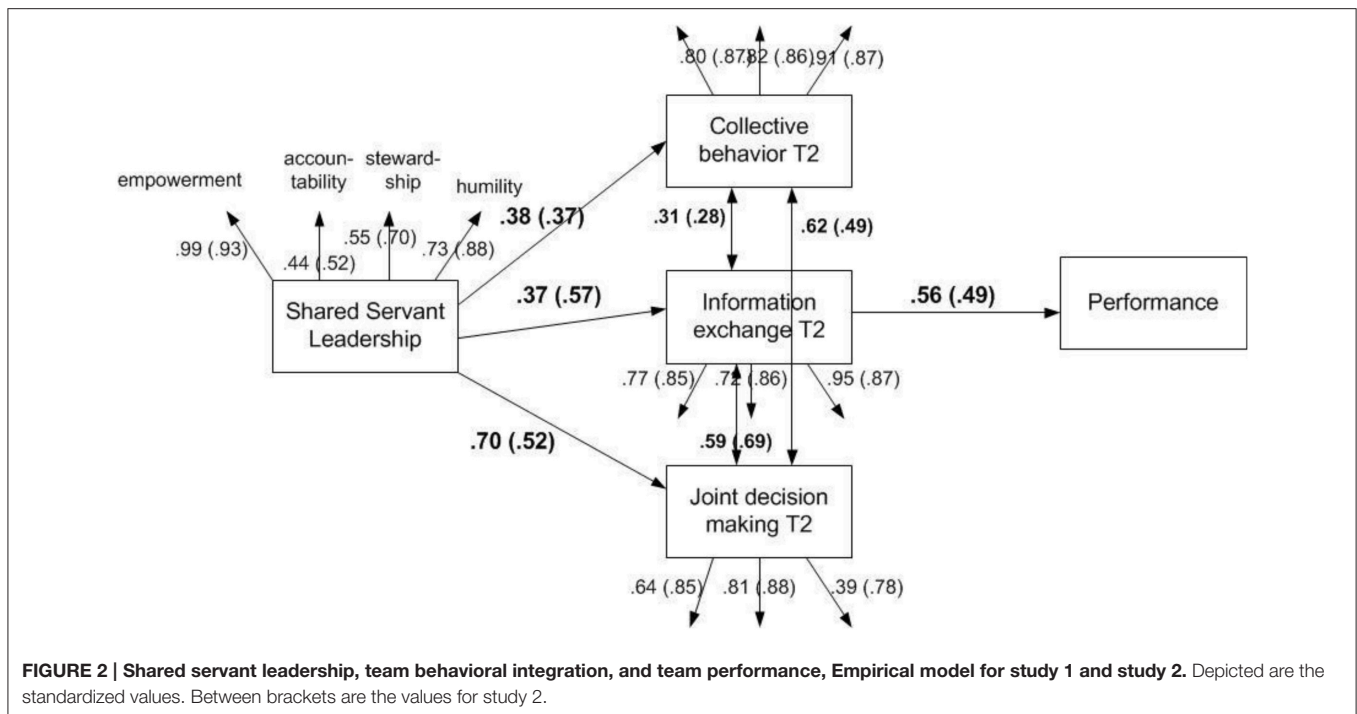 .80 (.87)
.82 (.86)
.91 (.87)
Collective
behavior T2
empowerment
accoun-
tability
steward-
ship
humility
.99 (.93)
.44 (.52)
.55 (.70)
.73 (.88)
.38 (.37)
.31 (.28)
.62 (.49)
Shared Servant
Leadership
.37 (.57)
Information
exchange T2
.56 (.49)
Performance
.77 (.85)
.72 (.86)
.95 (.87)
.70 (.52)
.59 (.69)
Joint decision
making T2
.64 (.85)
.81 (.88)
.39 (.78)
FIGURE 2 | Shared servant leadership, team behavioral integration, and team performance, Empirical model for study 1 and study 2. Depicted are the
standardized values. Between brackets are the values for study 2.